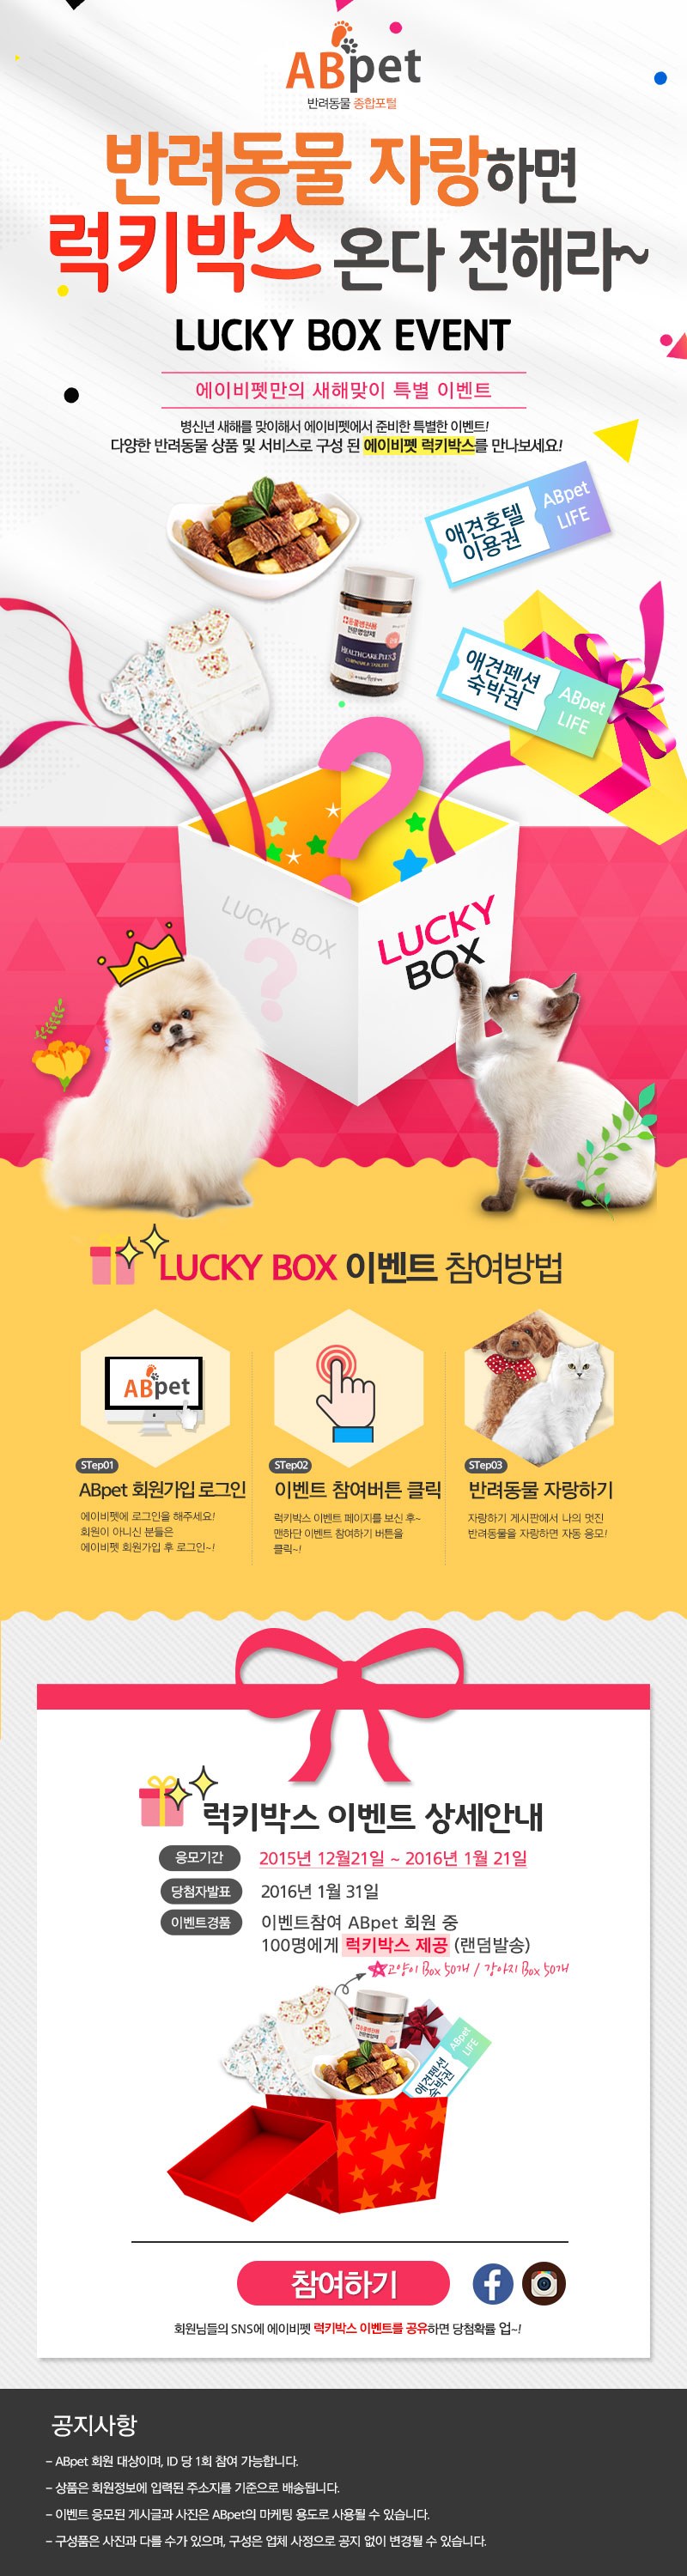 ABpet
반려동물 종합포털
반려동물 자랑하면
럭키박스 온다 전해라~
LUCKY BOX EVENT
에이비펫만의 새해맞이 특별 이벤트
병신년 새해를 맞이해서 에이비펫에서 준비한 특별한 이벤트!
다양한 반려동물 상품 및 서비스로 구성 된 에이비펫 럭키박스를 만나보세요!
애견호텔
이용권
ABpet
LIFE
HEALTHCARE PLUS 3
애견펜션
숙박권
ABpet
LIFE
?
LUCKY BOX
?
LUCKY
BOX
LUCKY BOX 이벤트 참여방법
ABpet
STep01
ABpet 회원가입 로그인
에이비펫에 로그인을 해주세요!
회원이 아니신 분들은
에이비펫 회원가입 후 로그인~!
STep02
이벤트 참여버튼 클릭
럭키박스 이벤트 페이지를 보신 후~
맨하단 이벤트 참여하기 버튼을
클릭~!
STep03
반려동물 자랑하기
자랑하기 게시판에서 나의 멋진
반려동물을 자랑하면 자동 응모!
럭키박스 이벤트 상세안내
응모기간 2015년 12월21일 ~ 2016년 1월 21일
당첨자발표 2016년 1월 31일
이벤트경품 이벤트참여 ABpet 회원 중
100명에게 럭키박스 제공 (랜덤발송)
고양이 Box 50개 / 강아지 Box 50개
애견펜션
숙박권
ABpet
LIFE
참여하기
회원님들의 SNS에 에이비펫 럭키박스 이벤트를 공유하면 당첨확률 업~!
공지사항
- ABpet 회원 대상이며, ID 당 1회 참여 가능합니다.
- 상품은 회원정보에 입력된 주소지를 기준으로 배송됩니다.
- 이벤트 응모된 게시글과 사진은 ABpet의 마케팅 용도로 사용될 수 있습니다.
- 구성품은 사진과 다를 수가 있으며, 구성은 업체 사정으로 공지 없이 변경될 수 있습니다.